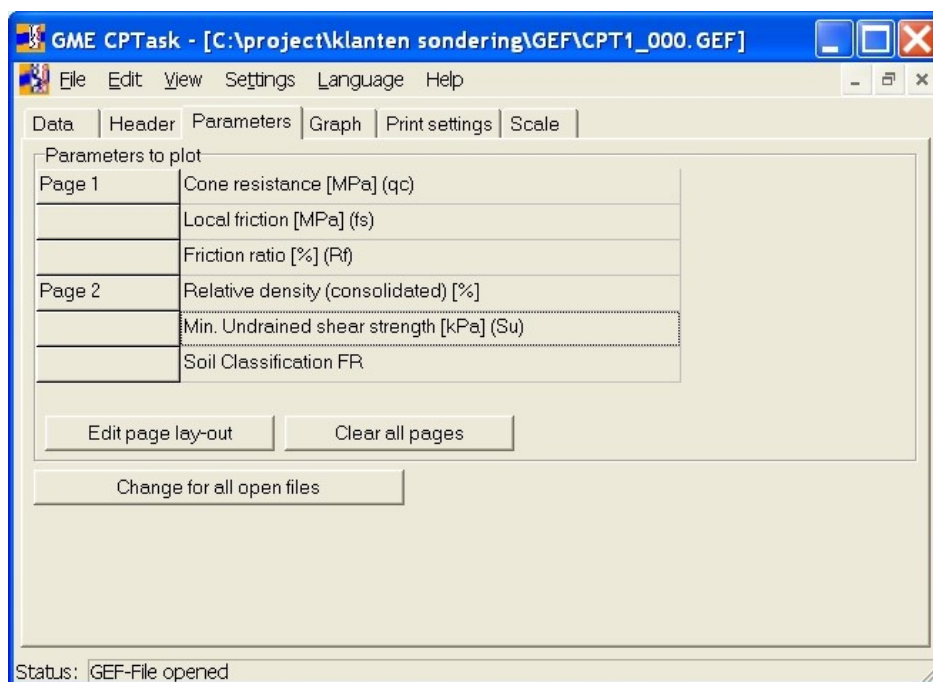 GME CPTask - [C:\project\klanten sondering\GEF\CPT1_000.GEF]
File Edit View Settings Language Help
Data Header Parameters Graph Print settings Scale
Parameters to plot
Page 1 Cone resistance [MPa] (qc)
Local friction [MPa] (fs)
Friction ratio [%] (Rf)
Page 2 Relative density (consolidated) [%]
Min. Undrained shear strength [kPa] (Su)
Soil Classification FR
Edit page lay-out Clear all pages
Change for all open files
Status: GEF-File opened